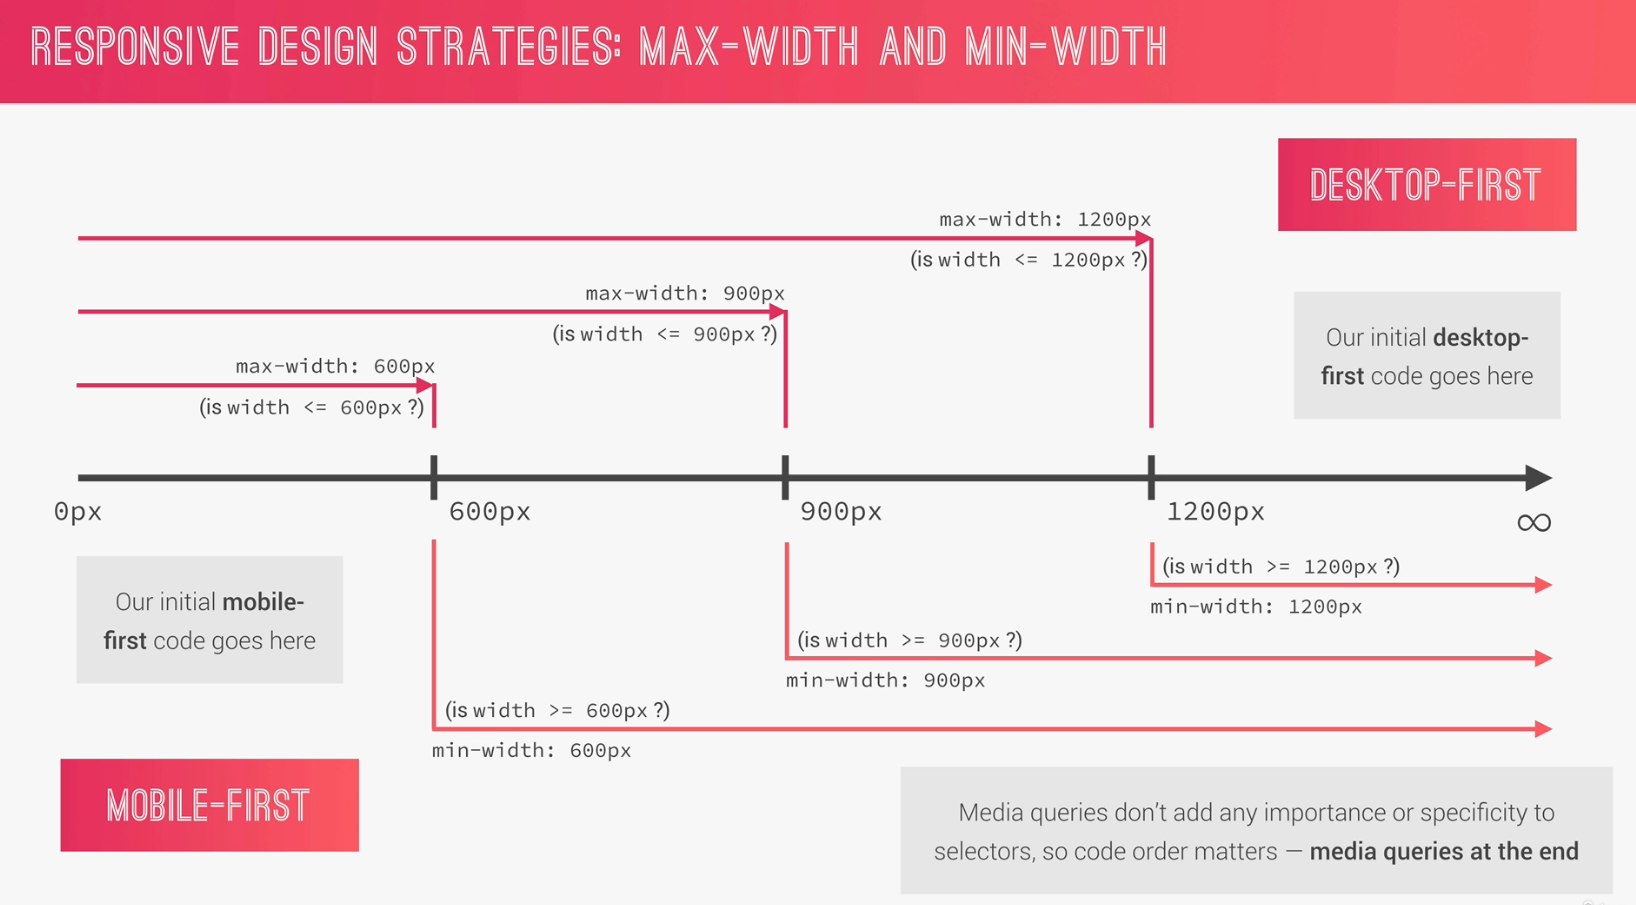 RESPONSIVE DESIGN STRATEGIES: MAX-WIDTH AND MIN-WIDTH
DESKTOP-FIRST
max-width: 1200px
(is width <= 1200px ?)
max-width: 900px
(is width <= 900px ?)
max-width: 600px
(is width <= 600px ?)
Our initial desktop-
first code goes here
0px
600px
900px
1200px
∞
Our initial mobile-
first code goes here
(is width >= 1200px ?)
min-width: 1200px
(is width >= 900px ?)
min-width: 900px
(is width >= 600px ?)
min-width: 600px
MOBILE-FIRST
Media queries don’t add any importance or specificity to
selectors, so code order matters — media queries at the end